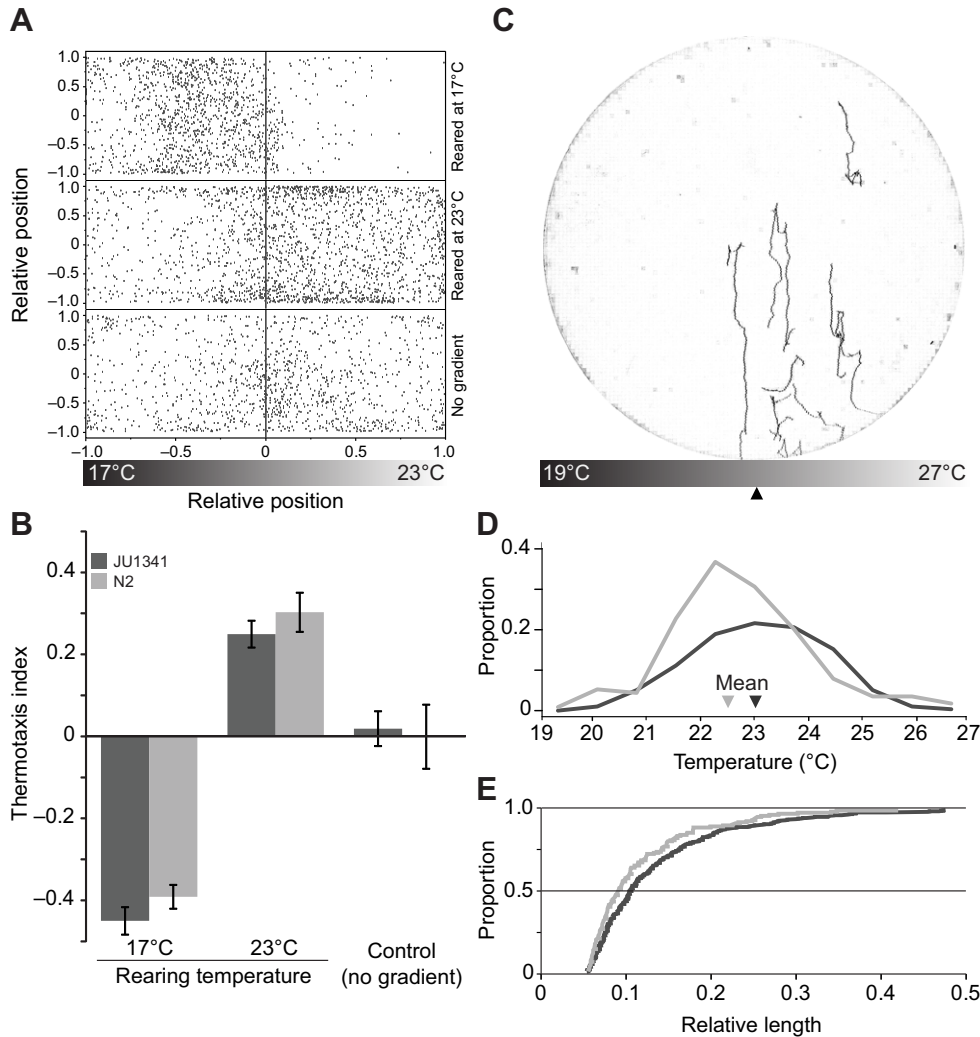 A
1.0
0.5
0
–0.5
–1.0
Reared at 17°C
1.0
0.5
0
–0.5
–1.0
Reared at 23°C
1.0
0.5
0
–0.5
–1.0
No gradient
Relative position
–1.0 –0.5 0 0.5 1.0
17°C 23°C
Relative position
B
JU1341
N2
0.4
0.2
0
–0.2
–0.4
Thermotaxis index
17°C 23°C Control
Rearing temperature (no gradient)
C
19°C 27°C
D
0.4
0.2
0
Proportion
Mean
19 20 21 22 23 24 25 26 27
Temperature (°C)
E
1.0
0.5
0
Proportion
0 0.1 0.2 0.3 0.4 0.5
Relative length